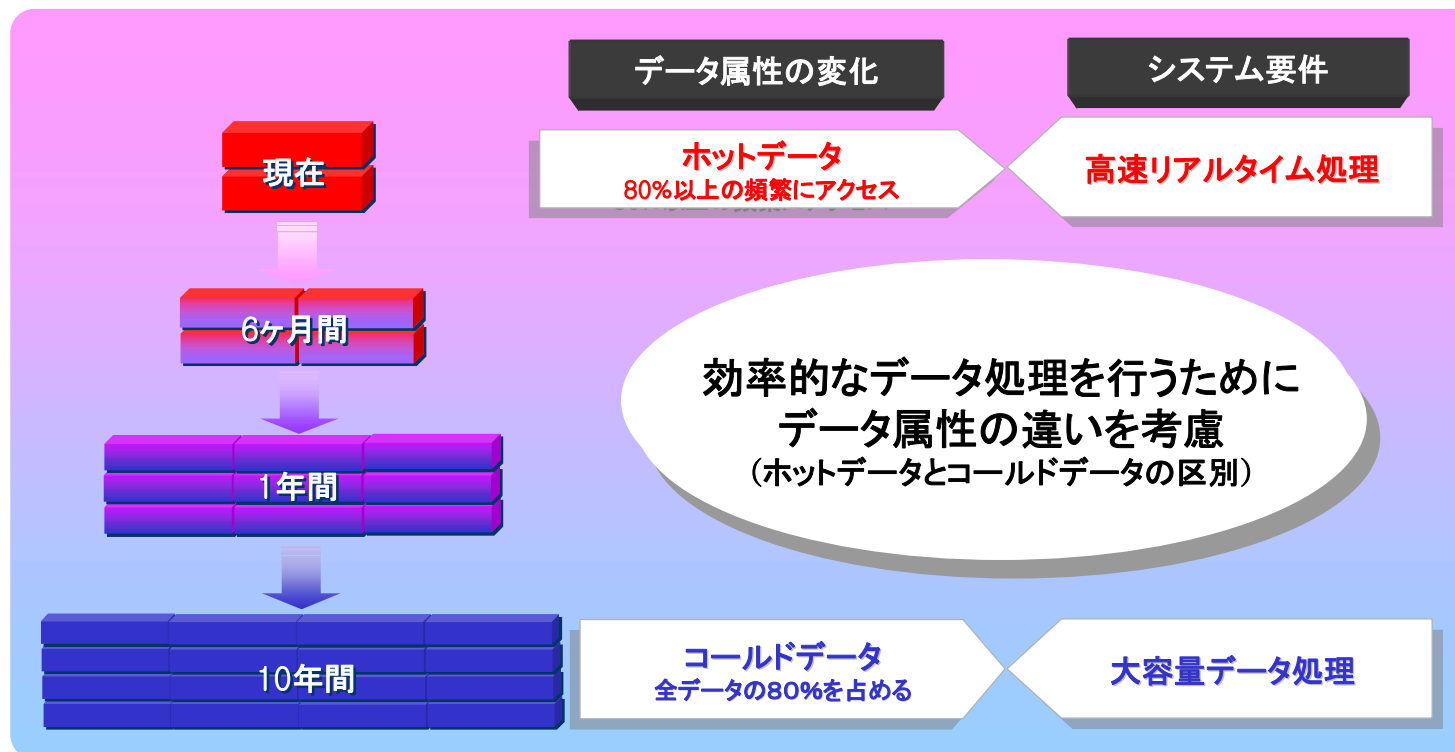 データ属性の変化
システム要件
現在
ホットデータ
80%以上の頻繁にアクセス
高速リアルタイム処理
6ヶ月間
効率的なデータ処理を行うために
データ属性の違いを考慮
（ホットデータとコールドデータの区別）
1年間
10年間
コールドデータ
全データの80%を占める
大容量データ処理